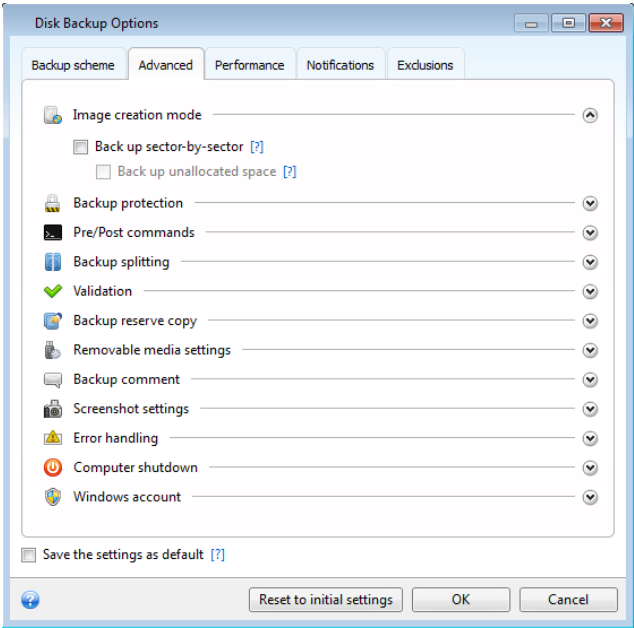 Disk Backup Options
Backup scheme Advanced Performance Notifications Exclusions
Image creation mode
Back up sector-by-sector [?]
Back up unallocated space [?]
Backup protection
Pre/Post commands
Backup splitting
Validation
Backup reserve copy
Removable media settings
Backup comment
Screenshot settings
Error handling
Computer shutdown
Windows account
Save the settings as default [?]
Reset to initial settings OK Cancel